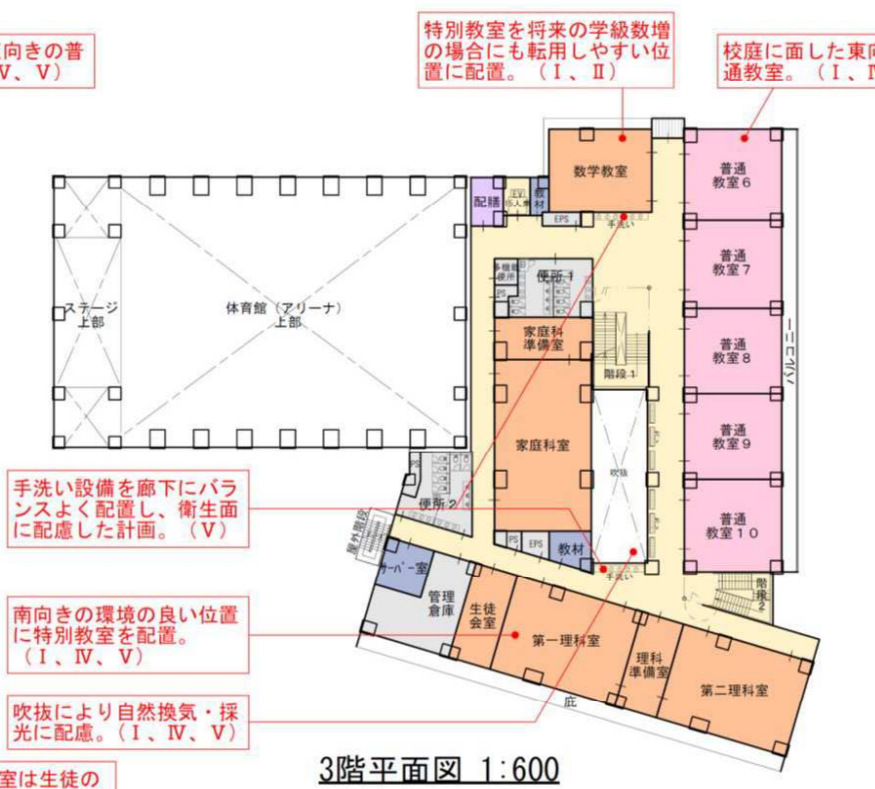 向きの普
V、V）
特別教室を将来の学級数増
の場合にも転用しやすい位
置に配置。（Ⅰ、Ⅱ）
校庭に面した東向
通教室。（Ⅰ、Ⅳ
数学教室
配膳
EV
15人乗
教材
EPS
手洗い
普通
教室6
普通
教室7
普通
教室8
普通
教室9
普通
教室10
バルコニー
ステージ
上部
体育館（アリーナ）
上部
多機能
便所
便所1
PS
家庭科
準備室
階段1
家庭科室
吹抜
PS
便所2
屋外階段
PS
EPS
教材
手洗い
階段2
手洗い設備を廊下にバラ
ンスよく配置し、衛生面
に配慮した計画。（Ⅴ）
サーバー室
管理
倉庫
生徒
会室
第一理科室
理科
準備室
第二理科室
庇
南向きの環境の良い位置
に特別教室を配置。
（Ⅰ、Ⅳ、Ⅴ）
吹抜により自然換気・採
光に配慮。（Ⅰ、Ⅳ、Ⅴ）
室は生徒の
3階平面図 1:600